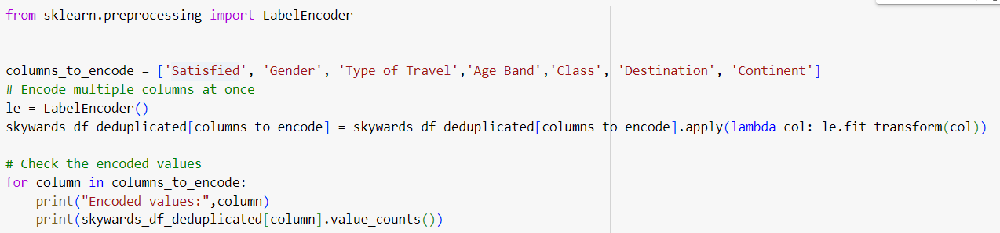 from sklearn.preprocessing import LabelEncoder
columns_to_encode = ['Satisfied', 'Gender', 'Type of Travel','Age Band','Class', 'Destination', 'Continent']
# Encode multiple columns at once
le = LabelEncoder()
skywards_df_deduplicated[columns_to_encode] = skywards_df_deduplicated[columns_to_encode].apply(lambda col: le.fit_transform(col))
# Check the encoded values
for column in columns_to_encode:
    print("Encoded values:",column)
    print(skywards_df_deduplicated[column].value_counts())